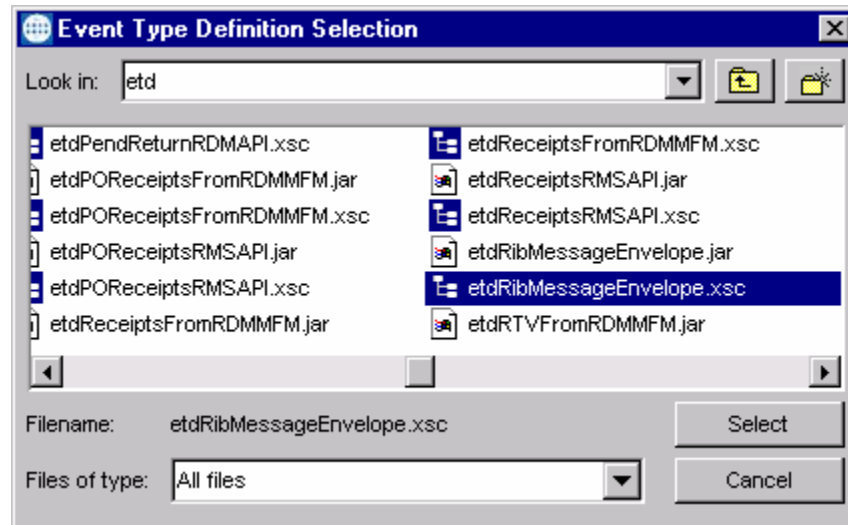 Event Type Definition Selection
Look in: etd
etdPendReturnRDMAPI.xsc
etdPOReceiptsFromRDMMFM.jar
etdPOReceiptsFromRDMMFM.xsc
etdPOReceiptsRMSAPI.jar
etdPOReceiptsRMSAPI.xsc
etdReceiptsFromRDMMFM.jar
etdReceiptsFromRDMMFM.xsc
etdReceiptsRMSAPI.jar
etdReceiptsRMSAPI.xsc
etdRibMessageEnvelope.jar
etdRibMessageEnvelope.xsc
etdRTVFromRDMMFM.jar
Filename: etdRibMessageEnvelope.xsc
Select
Files of type: All files
Cancel